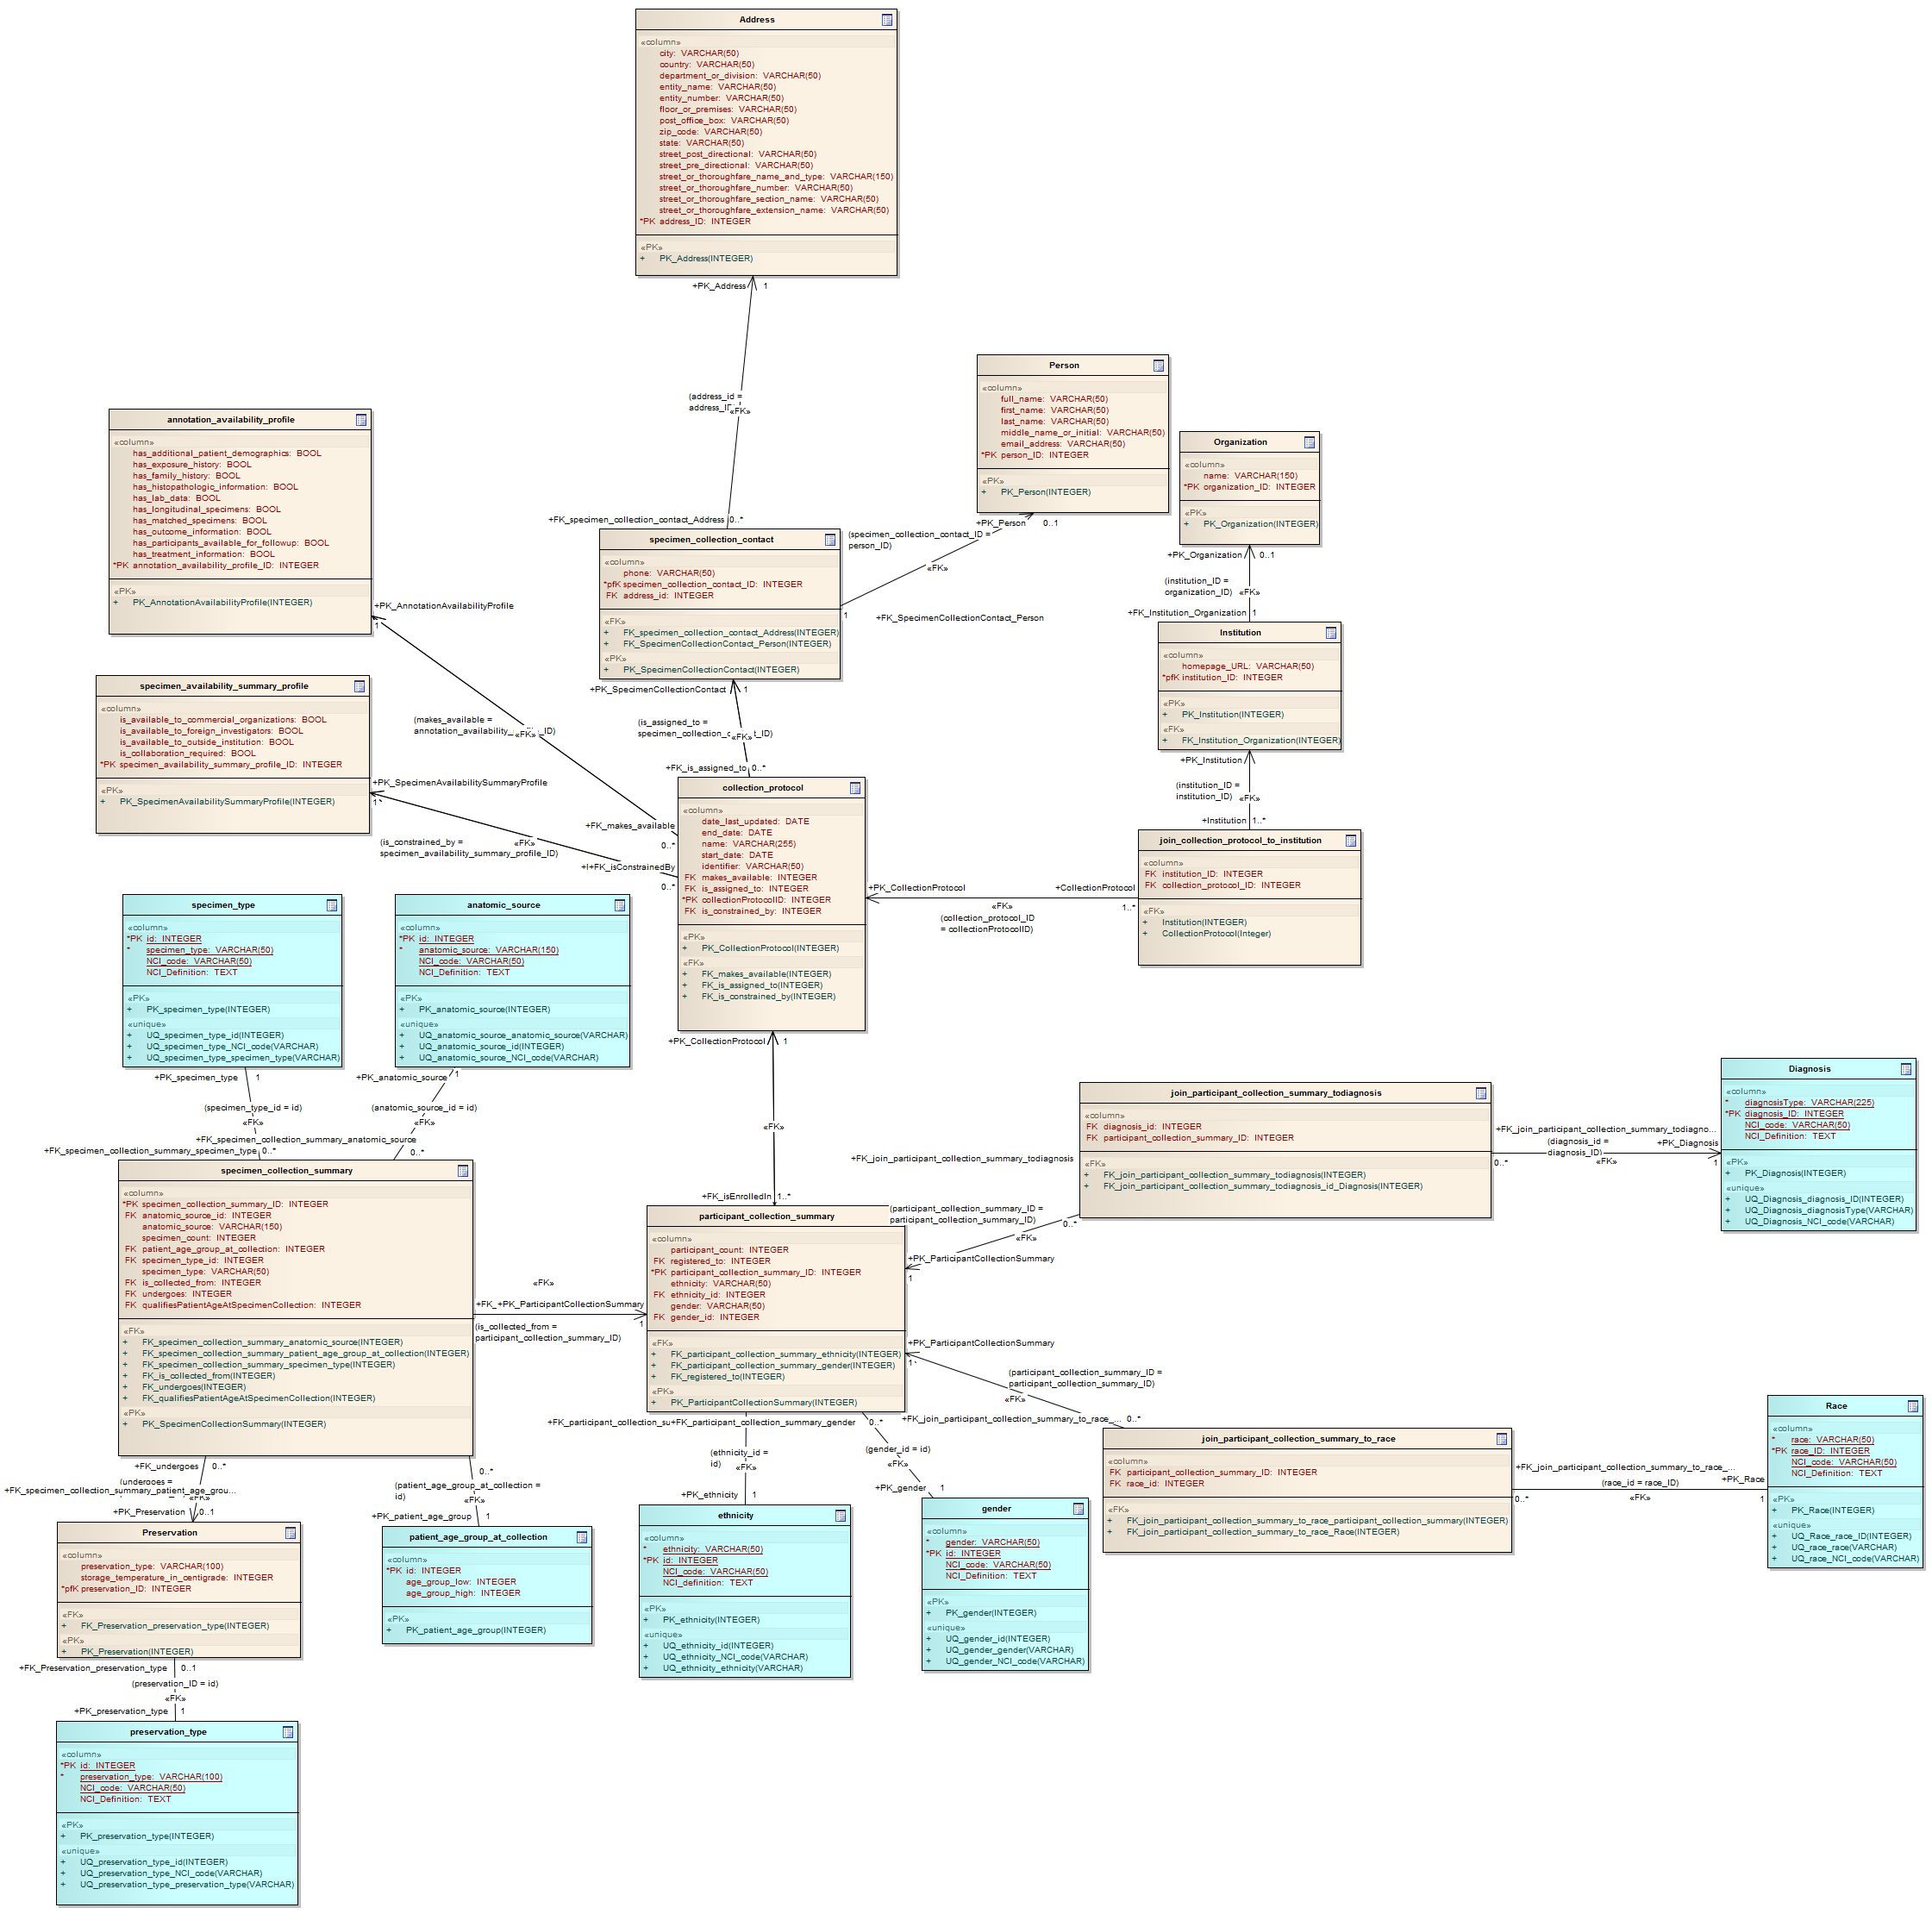 Address
«column»
city: VARCHAR(50)
country: VARCHAR(50)
department_or_division: VARCHAR(50)
entity_name: VARCHAR(50)
entity_number: VARCHAR(50)
floor_or_premises: VARCHAR(50)
post_office_box: VARCHAR(50)
zip_code: VARCHAR(50)
state: VARCHAR(50)
street_post_directional: VARCHAR(50)
street_pre_directional: VARCHAR(50)
street_or_thoroughfare_name_and_type: VARCHAR(150)
street_or_thoroughfare_number: VARCHAR(50)
street_or_thoroughfare_section_name: VARCHAR(50)
street_or_thoroughfare_extension_name: VARCHAR(50)
*PK address_ID: INTEGER
«PK»
+ PK_Address(INTEGER)
+PK_Address 1
(address_id =
address_ID
«FK»
+FK_specimen_collection_contact_Address 0..*
Person
«column»
full_name: VARCHAR(50)
first_name: VARCHAR(50)
last_name: VARCHAR(50)
middle_name_or_initial: VARCHAR(50)
email_address: VARCHAR(50)
*PK person_ID: INTEGER
«PK»
+ PK_Person(INTEGER)
+PK_Person 0..1
(specimen_collection_contact_ID =
person_ID)
«FK»
1 +FK_SpecimenCollectionContact_Person
Organization
«column»
name: VARCHAR(150)
*PK organization_ID: INTEGER
«PK»
+ PK_Organization(INTEGER)
+PK_Organization 0..1
(institution_ID =
organization_ID) «FK»
+FK_Institution_Organization 1
annotation_availability_profile
«column»
has_additional_patient_demographics: BOOL
has_exposure_history: BOOL
has_family_history: BOOL
has_histopathologic_information: BOOL
has_lab_data: BOOL
has_longitudinal_specimens: BOOL
has_matched_specimens: BOOL
has_outcome_information: BOOL
has_participants_available_for_followup: BOOL
has_treatment_information: BOOL
*PK annotation_availability_profile_ID: INTEGER
«PK»
+ PK_AnnotationAvailabilityProfile(INTEGER)
+PK_AnnotationAvailabilityProfile
1
specimen_collection_contact
«column»
phone: VARCHAR(50)
*pfK specimen_collection_contact_ID: INTEGER
FK address_id: INTEGER
«FK»
+ FK_specimen_collection_contact_Address(INTEGER)
+ FK_SpecimenCollectionContact_Person(INTEGER)
«PK»
+ PK_SpecimenCollectionContact(INTEGER)
+PK_SpecimenCollectionContact 1
Institution
«column»
homepage_URL: VARCHAR(50)
*pfK institution_ID: INTEGER
«PK»
+ PK_Institution(INTEGER)
«FK»
+ FK_Institution_Organization(INTEGER)
+PK_Institution
(institution_ID =
institution_ID) «FK»
+Institution 1..*
specimen_availability_summary_profile
«column»
is_available_to_commercial_organizations: BOOL
is_available_to_foreign_investigators: BOOL
is_available_to_outside_institution: BOOL
is_collaboration_required: BOOL
*PK specimen_availability_summary_profile_ID: INTEGER
«PK»
+ PK_SpecimenAvailabilitySummaryProfile(INTEGER)
+PK_SpecimenAvailabilitySummaryProfile
1
(makes_available =
annotation_availability_ «FK» _ID)
(is_assigned_to =
specimen_collection_c «FK» t_ID)
+FK_is_assigned_to 0..*
+FK_makes_available
0..*
(is_constrained_by = «FK»
specimen_availability_summary_profile_ID)
+FK_isConstrainedBy
0..*
collection_protocol
«column»
date_last_updated: DATE
end_date: DATE
name: VARCHAR(255)
start_date: DATE
identifier: VARCHAR(50)
FK makes_available: INTEGER
FK is_assigned_to: INTEGER
*PK collectionProtocolID: INTEGER
FK is_constrained_by: INTEGER
«PK»
+ PK_CollectionProtocol(INTEGER)
«FK»
+ FK_makes_available(INTEGER)
+ FK_is_assigned_to(INTEGER)
+ FK_is_constrained_by(INTEGER)
+PK_CollectionProtocol 1
join_collection_protocol_to_institution
«column»
FK institution_ID: INTEGER
FK collection_protocol_ID: INTEGER
«FK»
+ Institution(INTEGER)
+ CollectionProtocol(Integer)
+PK_CollectionProtocol +CollectionProtocol
«FK» 1..*
(collection_protocol_ID
= collectionProtocolID)
specimen_type
«column»
*PK id: INTEGER
* specimen_type: VARCHAR(50)
NCI_code: VARCHAR(50)
NCI_Definition: TEXT
«PK»
+ PK_specimen_type(INTEGER)
«unique»
+ UQ_specimen_type_id(INTEGER)
+ UQ_specimen_type_NCI_code(VARCHAR)
+ UQ_specimen_type_specimen_type(VARCHAR)
+PK_specimen_type 1
(specimen_type_id = id)
«FK»
anatomic_source
«column»
*PK id: INTEGER
* anatomic_source: VARCHAR(150)
NCI_code: VARCHAR(50)
NCI_Definition: TEXT
«PK»
+ PK_anatomic_source(INTEGER)
«unique»
+ UQ_anatomic_source_anatomic_source(VARCHAR)
+ UQ_anatomic_source_id(INTEGER)
+ UQ_anatomic_source_NCI_code(VARCHAR)
+PK_anatomic_source 1
(anatomic_source_id = id)
«FK»
+FK_specimen_collection_summary_anatomic_source
+FK_specimen_collection_summary_specimen_type 0..* 0..*
«FK»
+FK_isEnrolledIn 1..*
join_participant_collection_summary_todiagnosis
«column»
FK diagnosis_id: INTEGER
FK participant_collection_summary_ID: INTEGER
«FK»
+ FK_join_participant_collection_summary_todiagnosis(INTEGER)
+ FK_join_participant_collection_summary_todiagnosis_id_Diagnosis(INTEGER)
+FK_join_participant_collection_summary_todiagno...
(diagnosis_id =
diagnosis_ID)
+PK_Diagnosis
0..* «FK» 1
Diagnosis
«column»
* diagnosisType: VARCHAR(225)
*PK diagnosis_ID: INTEGER
NCI_code: VARCHAR(50)
NCI_Definition: TEXT
«PK»
+ PK_Diagnosis(INTEGER)
«unique»
+ UQ_Diagnosis_diagnosis_ID(INTEGER)
+ UQ_Diagnosis_diagnosisType(VARCHAR)
+ UQ_Diagnosis_NCI_code(VARCHAR)
+FK_join_participant_collection_summary_todiagnosis
(participant_collection_summary_ID =
participant_collection_summary_ID) 0..*
«FK»
+PK_ParticipantCollectionSummary
1
specimen_collection_summary
«column»
*PK specimen_collection_summary_ID: INTEGER
FK anatomic_source_id: INTEGER
anatomic_source: VARCHAR(150)
specimen_count: INTEGER
FK patient_age_group_at_collection: INTEGER
FK specimen_type_id: INTEGER
specimen_type: VARCHAR(50)
FK is_collected_from: INTEGER
FK undergoes: INTEGER
FK qualifiesPatientAgeAtSpecimenCollection: INTEGER
«FK»
+ FK_specimen_collection_summary_anatomic_source(INTEGER)
+ FK_specimen_collection_summary_patient_age_group_at_collection(INTEGER)
+ FK_specimen_collection_summary_specimen_type(INTEGER)
+ FK_is_collected_from(INTEGER)
+ FK_undergoes(INTEGER)
+ FK_qualifiesPatientAgeAtSpecimenCollection(INTEGER)
«PK»
+ PK_SpecimenCollectionSummary(INTEGER)
«FK»
+FK_ +PK_ParticipantCollectionSummary
1
(is_collected_from =
participant_collection_summary_ID)
participant_collection_summary
«column»
participant_count: INTEGER
FK registered_to: INTEGER
*PK participant_collection_summary_ID: INTEGER
ethnicity: VARCHAR(50)
FK ethnicity_id: INTEGER
gender: VARCHAR(50)
FK gender_id: INTEGER
«FK»
+ FK_participant_collection_summary_ethnicity(INTEGER)
+ FK_participant_collection_summary_gender(INTEGER)
+ FK_registered_to(INTEGER)
«PK»
+ PK_ParticipantCollectionSummary(INTEGER)
+PK_ParticipantCollectionSummary
1
(participant_collection_summary_ID =
participant_collection_summary_ID)
«FK»
+FK_join_participant_collection_summary_to_race_... 0..*
+FK_participant_collection_su +FK_participant_collection_summary_gender 0..*
(ethnicity_id =
id)
«FK»
+PK_ethnicity 1
(gender_id = id)
«FK»
+PK_gender 1
join_participant_collection_summary_to_race
«column»
FK participant_collection_summary_ID: INTEGER
FK race_id: INTEGER
«FK»
+ FK_join_participant_collection_summary_to_race_participant_collection_summary(INTEGER)
+ FK_join_participant_collection_summary_to_race_Race(INTEGER)
+FK_join_participant_collection_summary_to_race_...
(race_id = race_ID) +PK_Race
0..* «FK» 1
Race
«column»
* race: VARCHAR(50)
*PK race_ID: INTEGER
NCI_code: VARCHAR(50)
NCI_Definition: TEXT
«PK»
+ PK_Race(INTEGER)
«unique»
+ UQ_Race_race_ID(INTEGER)
+ UQ_race_race(VARCHAR)
+ UQ_race_NCI_code(VARCHAR)
+FK_undergoes 0..*
(undergoes =
+FK_specimen_collection_summary_patient_age_grou...
«FK»
+PK_Preservation 0..1
0..*
(patient_age_group_at_collection =
id)
«FK»
+PK_patient_age_group 1
Preservation
«column»
preservation_type: VARCHAR(100)
storage_temperature_in_centigrade: INTEGER
*pfK preservation_ID: INTEGER
«FK»
+ FK_Preservation_preservation_type(INTEGER)
«PK»
+ PK_Preservation(INTEGER)
patient_age_group_at_collection
«column»
*PK id: INTEGER
age_group_low: INTEGER
age_group_high: INTEGER
«PK»
+ PK_patient_age_group(INTEGER)
ethnicity
«column»
* ethnicity: VARCHAR(50)
*PK id: INTEGER
NCI_code: VARCHAR(50)
NCI_definition: TEXT
«PK»
+ PK_ethnicity(INTEGER)
«unique»
+ UQ_ethnicity_id(INTEGER)
+ UQ_ethnicity_NCI_code(VARCHAR)
+ UQ_ethnicity_ethnicity(VARCHAR)
gender
«column»
* gender: VARCHAR(50)
*PK id: INTEGER
NCI_code: VARCHAR(50)
NCI_Definition: TEXT
«PK»
+ PK_gender(INTEGER)
«unique»
+ UQ_gender_id(INTEGER)
+ UQ_gender_gender(VARCHAR)
+ UQ_gender_NCI_code(VARCHAR)
+FK_Preservation_preservation_type 0..1
(preservation_ID = id)
«FK»
+PK_preservation_type 1
preservation_type
«column»
*PK id: INTEGER
* preservation_type: VARCHAR(100)
NCI_code: VARCHAR(50)
NCI_Definition: TEXT
«PK»
+ PK_preservation_type(INTEGER)
«unique»
+ UQ_preservation_type_id(INTEGER)
+ UQ_preservation_type_NCI_code(VARCHAR)
+ UQ_preservation_type_preservation_type(VARCHAR)